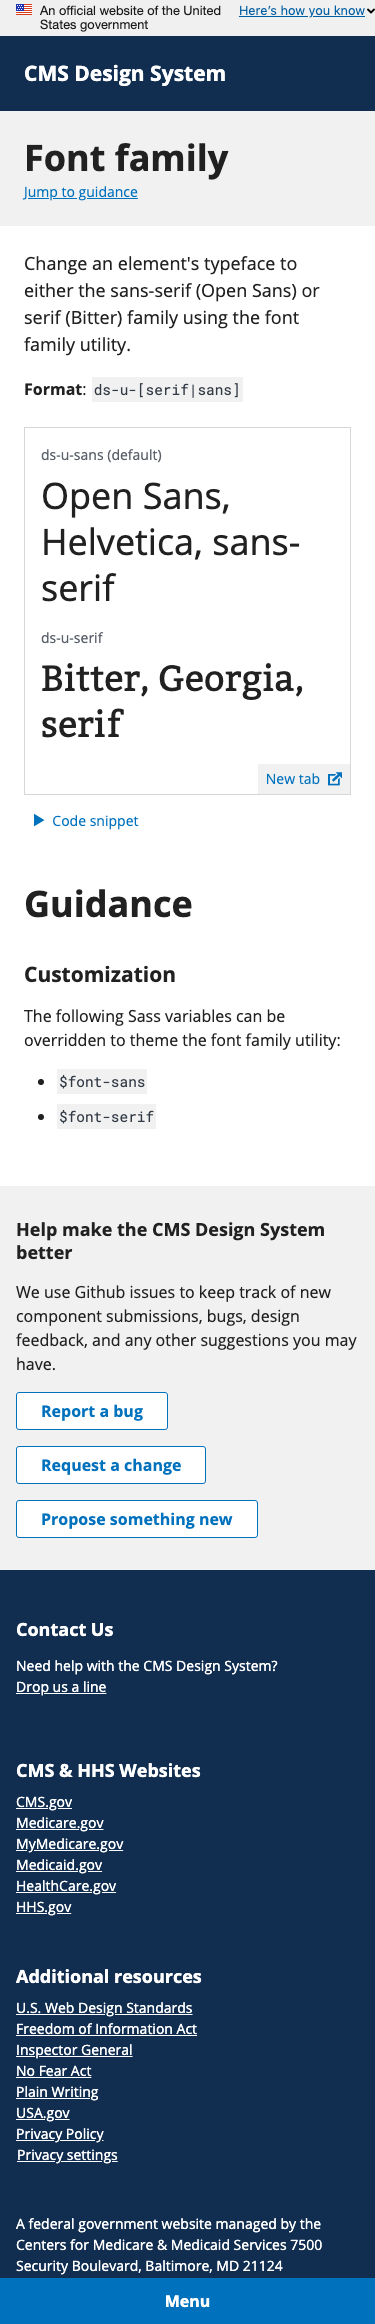 An official website of the United
States government
Here's how you know
CMS Design System
Font family
Jump to guidance
Change an element's typeface to
either the sans-serif (Open Sans) or
serif (Bitter) family using the font
family utility.
Format: ds-u-[serif|sans]
ds-u-sans (default)
Open Sans,
Helvetica, sans-
serif
ds-u-serif
Bitter, Georgia,
serif
New tab
Code snippet
Guidance
Customization
The following Sass variables can be
overridden to theme the font family utility:
$font-sans
$font-serif
Help make the CMS Design System
better
We use Github issues to keep track of new
component submissions, bugs, design
feedback, and any other suggestions you may
have.
Report a bug
Request a change
Propose something new
Contact Us
Need help with the CMS Design System?
Drop us a line
CMS & HHS Websites
CMS.gov
Medicare.gov
MyMedicare.gov
Medicaid.gov
HealthCare.gov
HHS.gov
Additional resources
U.S. Web Design Standards
Freedom of Information Act
Inspector General
No Fear Act
Plain Writing
USA.gov
Privacy Policy
Privacy settings
A federal government website managed by the
Centers for Medicare & Medicaid Services 7500
Security Boulevard, Baltimore, MD 21124
Menu